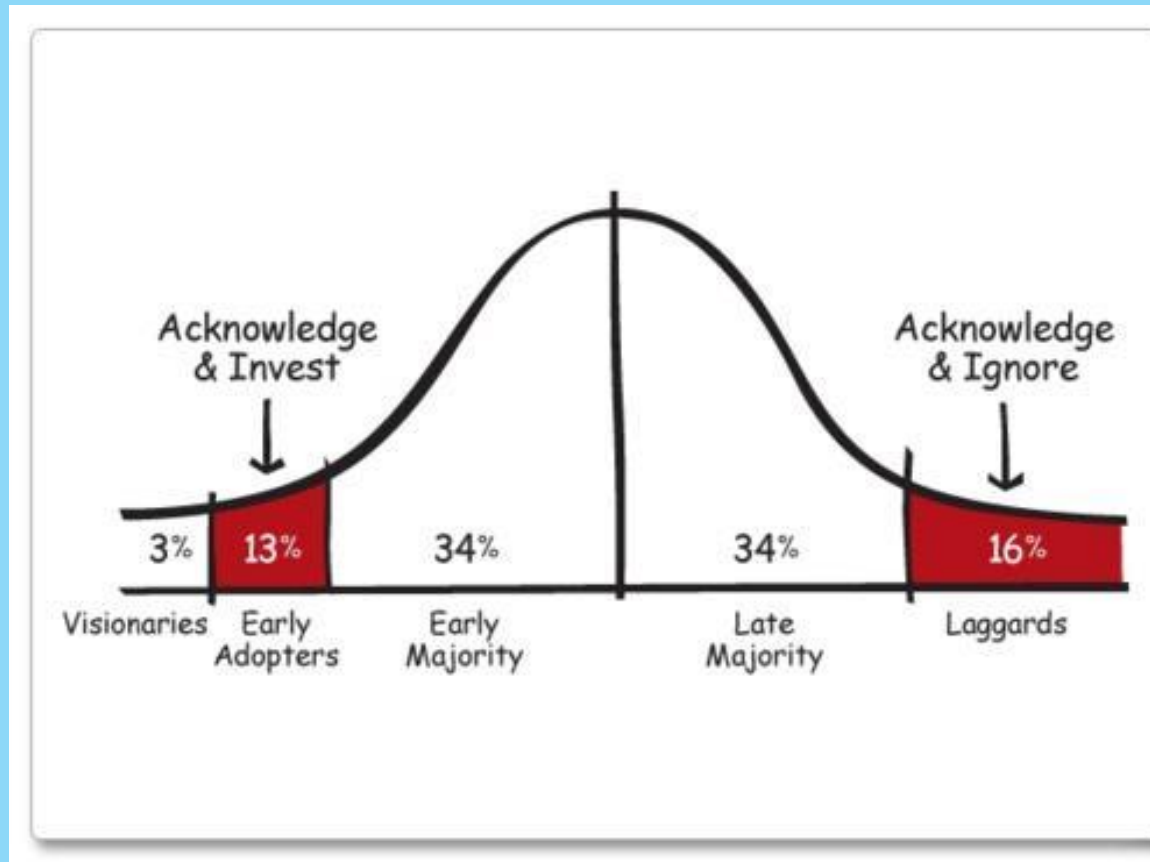 Acknowledge
& Invest
Acknowledge
& Ignore
3%
13%
34%
34%
16%
Visionaries
Early
Adopters
Early
Majority
Late
Majority
Laggards